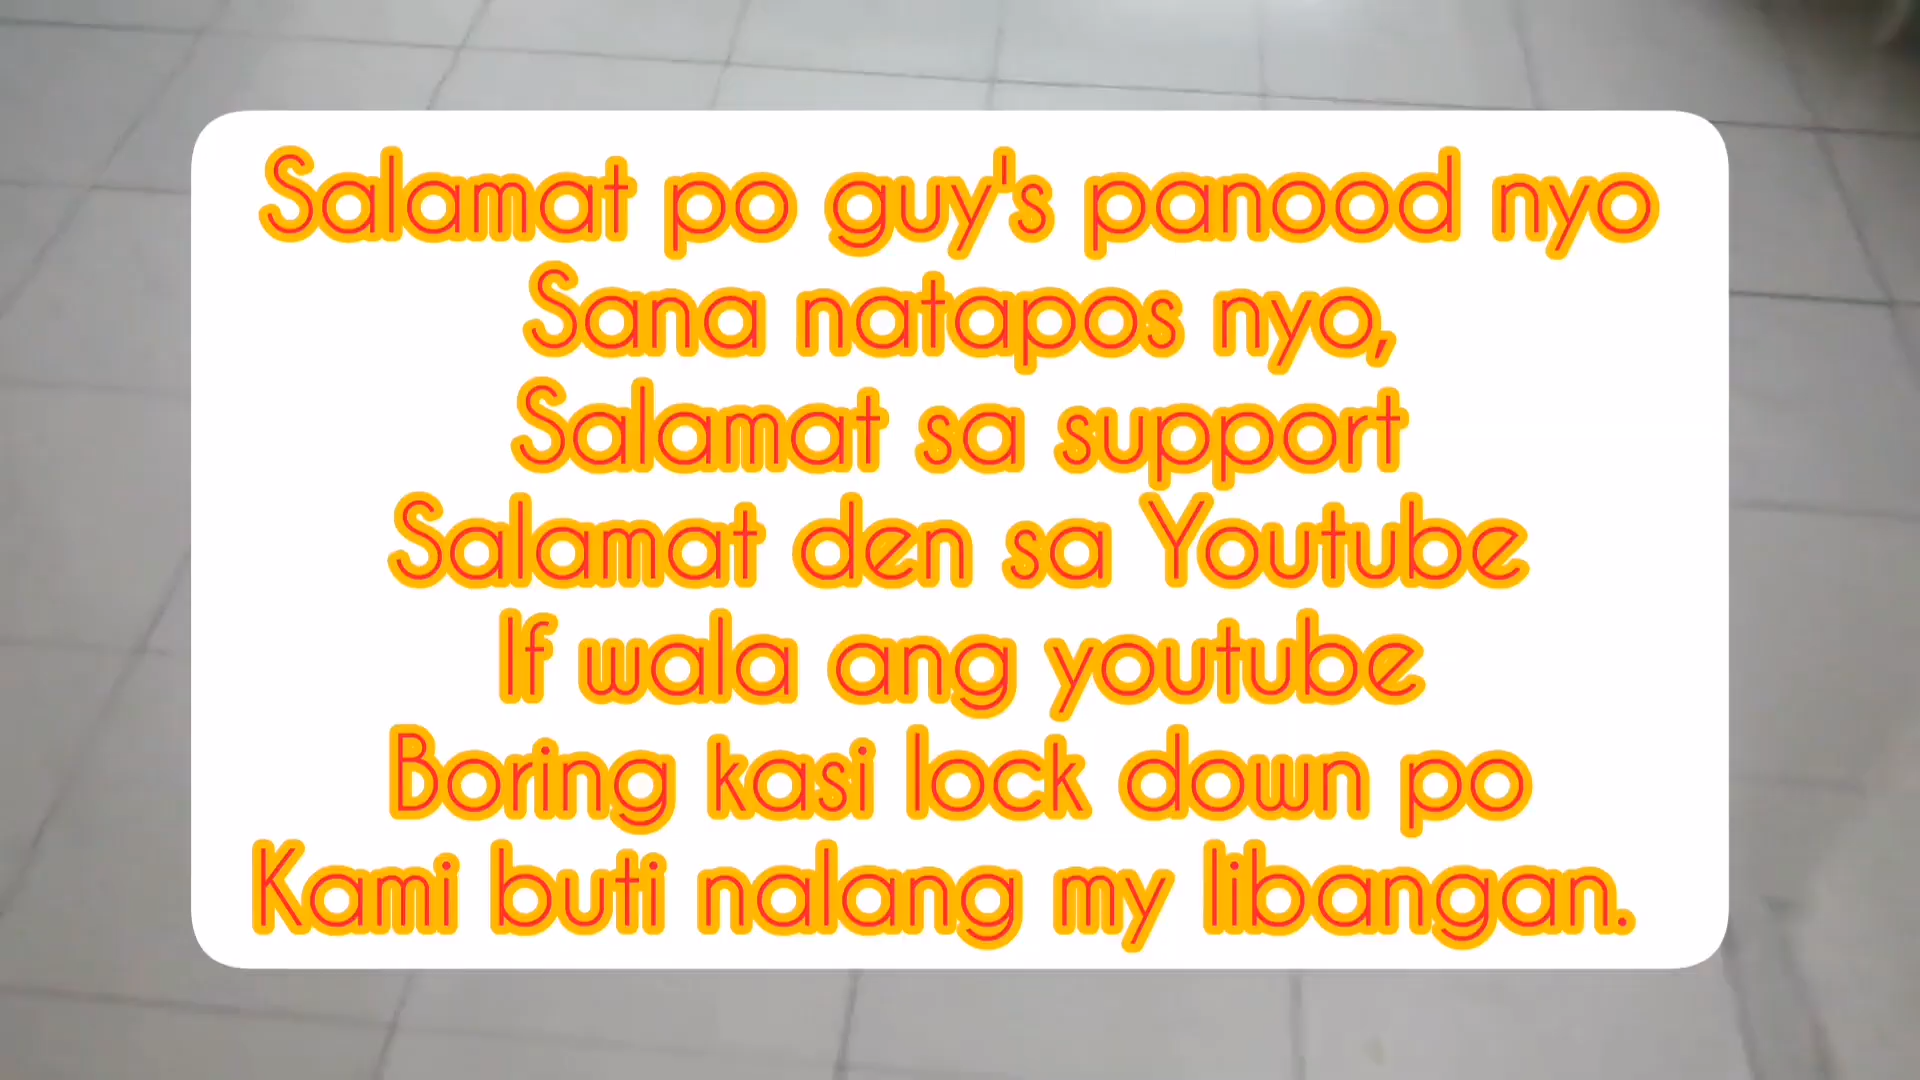 Salamat po guy's panood nyo
Sana natapos nyo,
Salamat sa support
Salamat den sa Youtube
If wala ang youtube
Boring kasi lock down po
Kami buti nalang my libangan.